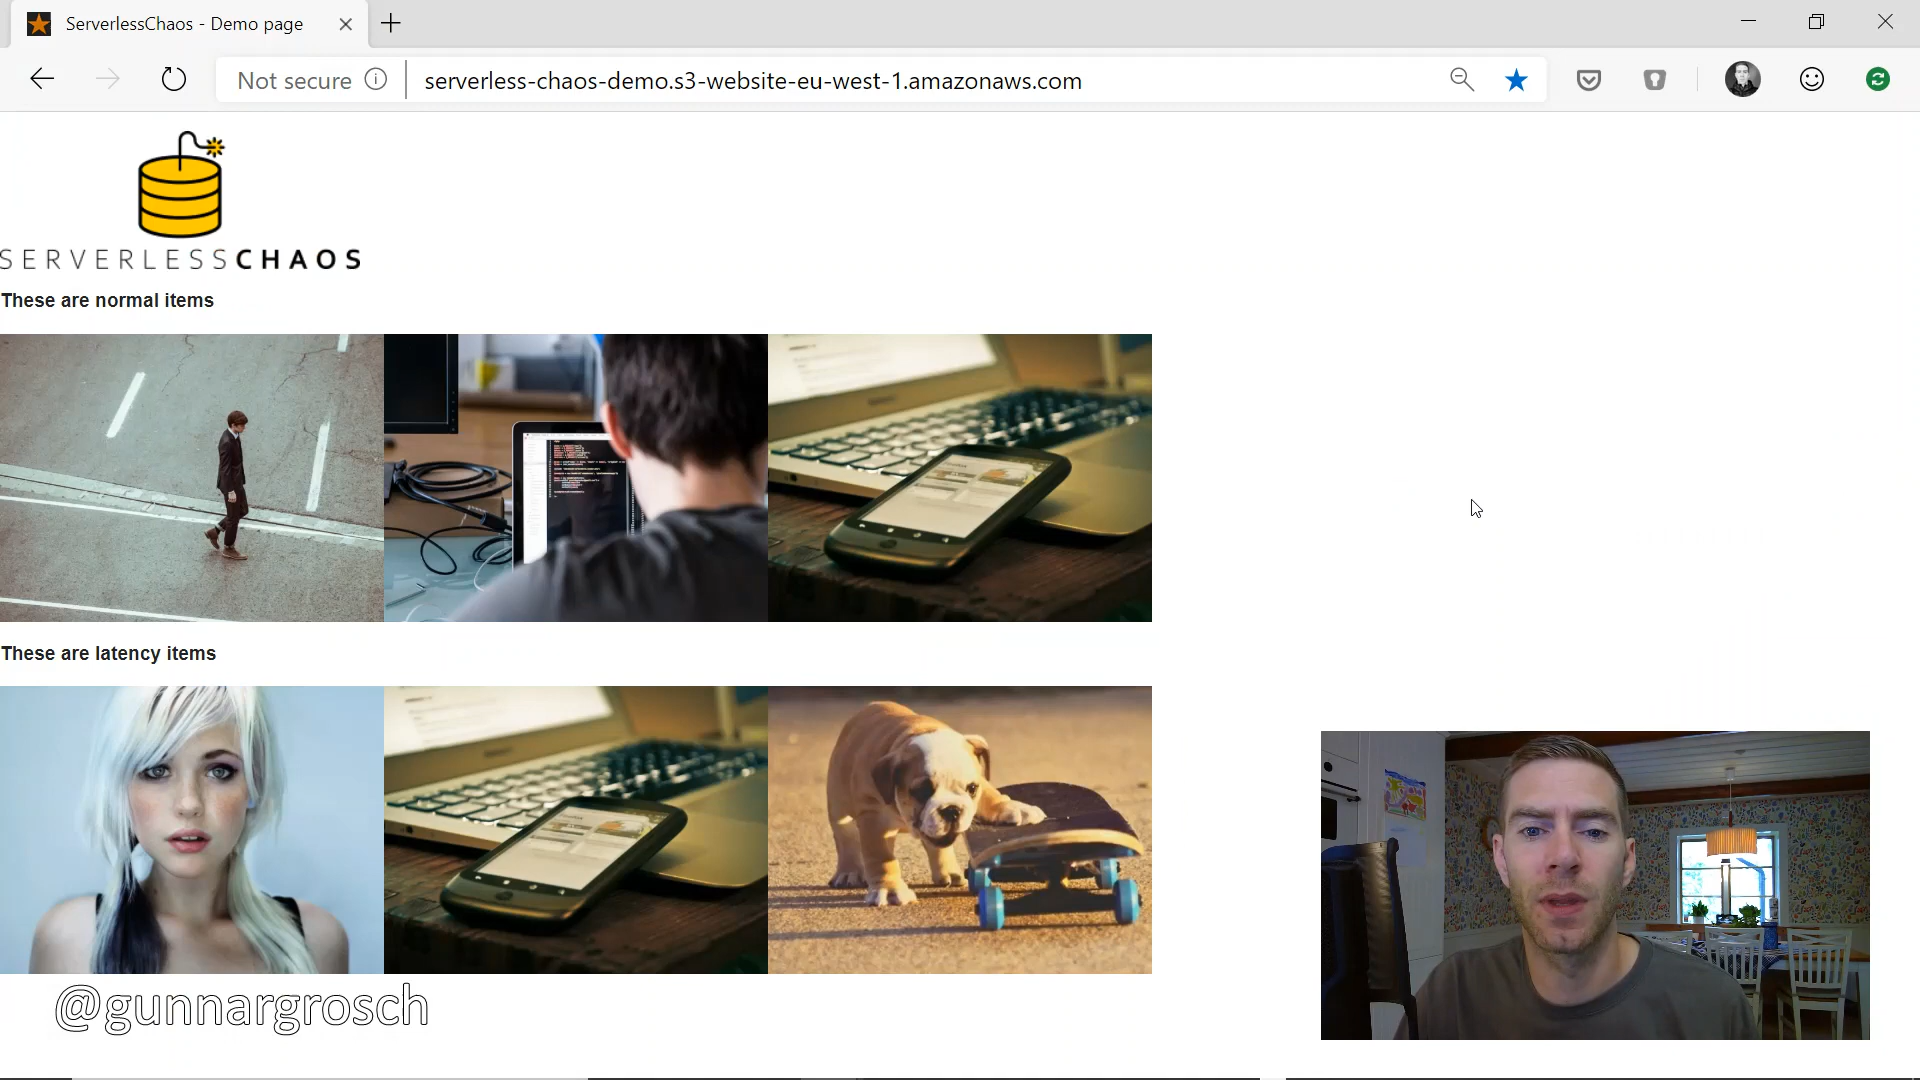 ServerlessChaos - Demo page
Not secure
serverless-chaos-demo.s3-website-eu-west-1.amazonaws.com
SERVERLESSCHAOS
These are normal items
These are latency items
@gunnargrosch